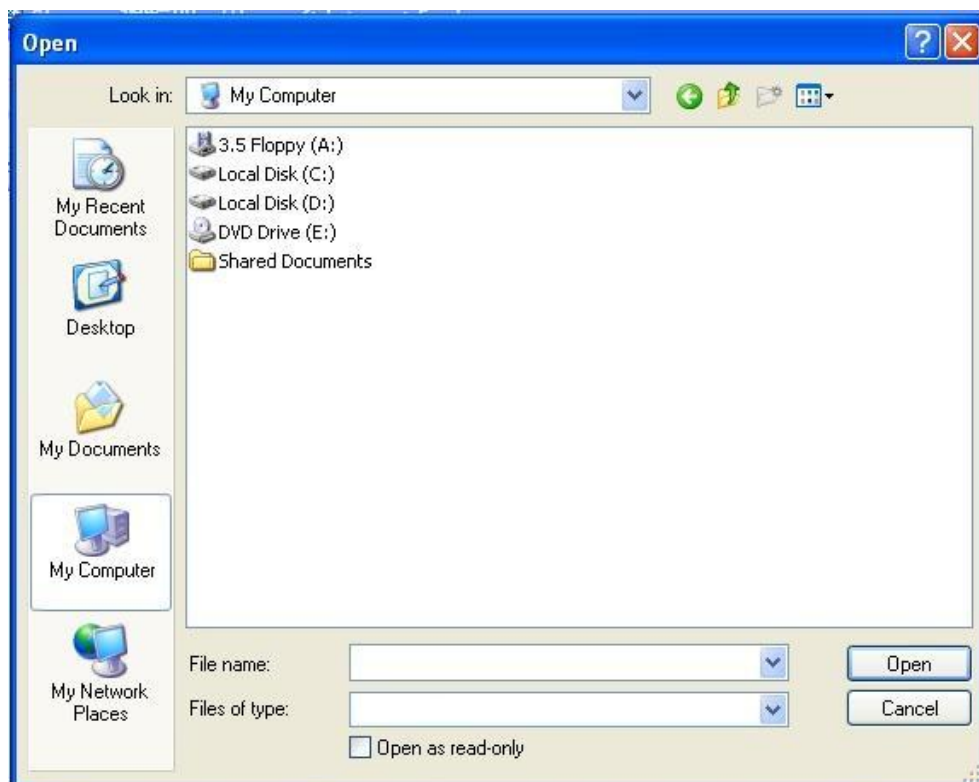 Open
?
X
Look in:
My Computer
3.5 Floppy (A:)
Local Disk (C:)
Local Disk (D:)
DVD Drive (E:)
Shared Documents
My Recent
Documents
Desktop
My Documents
My Computer
My Network
Places
File name:
Open
Files of type:
Cancel
Open as read-only